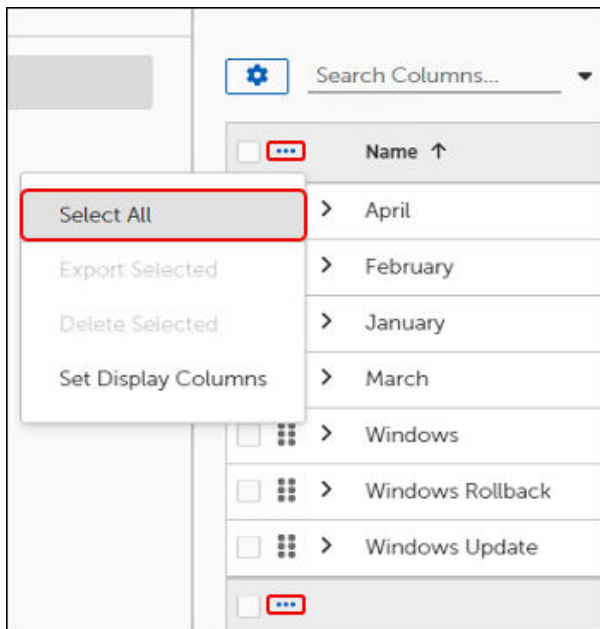 Search Columns...
Name ↑
Select All
April
Export Selected
February
Delete Selected
January
Set Display Columns
March
Windows
Windows Rollback
Windows Update